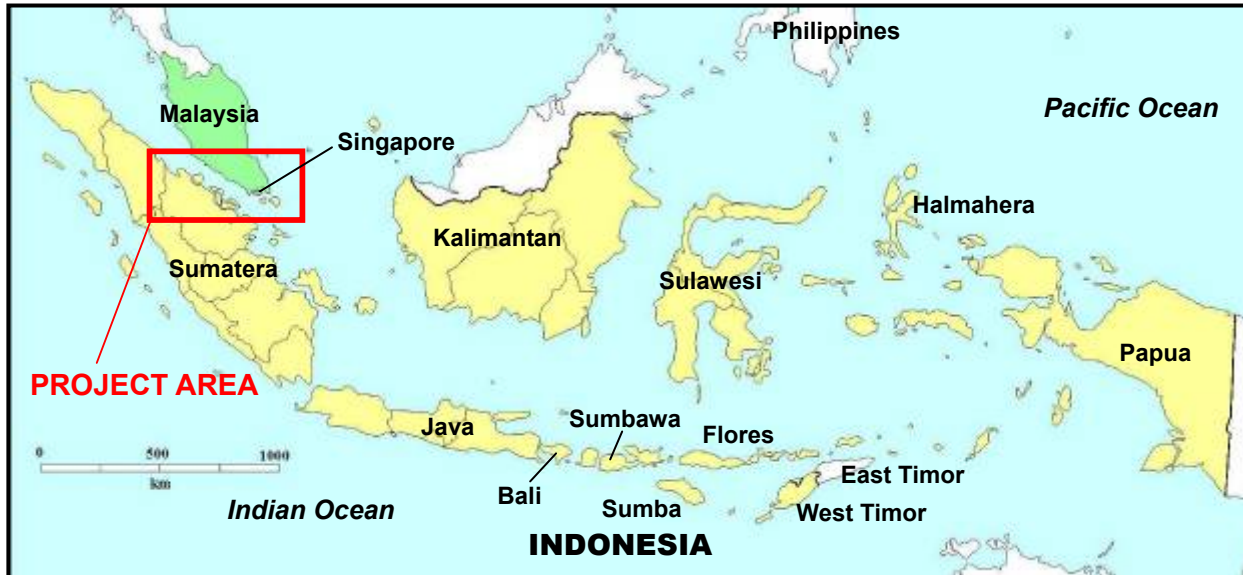 Philippines
Pacific Ocean
Malaysia
Singapore
Halmahera
Kalimantan
Sumatera
Sulawesi
Papua
PROJECT AREA
Sumbawa
Java
Flores
0 500 1000
km
East Timor
Bali
Indian Ocean
Sumba
West Timor
INDONESIA